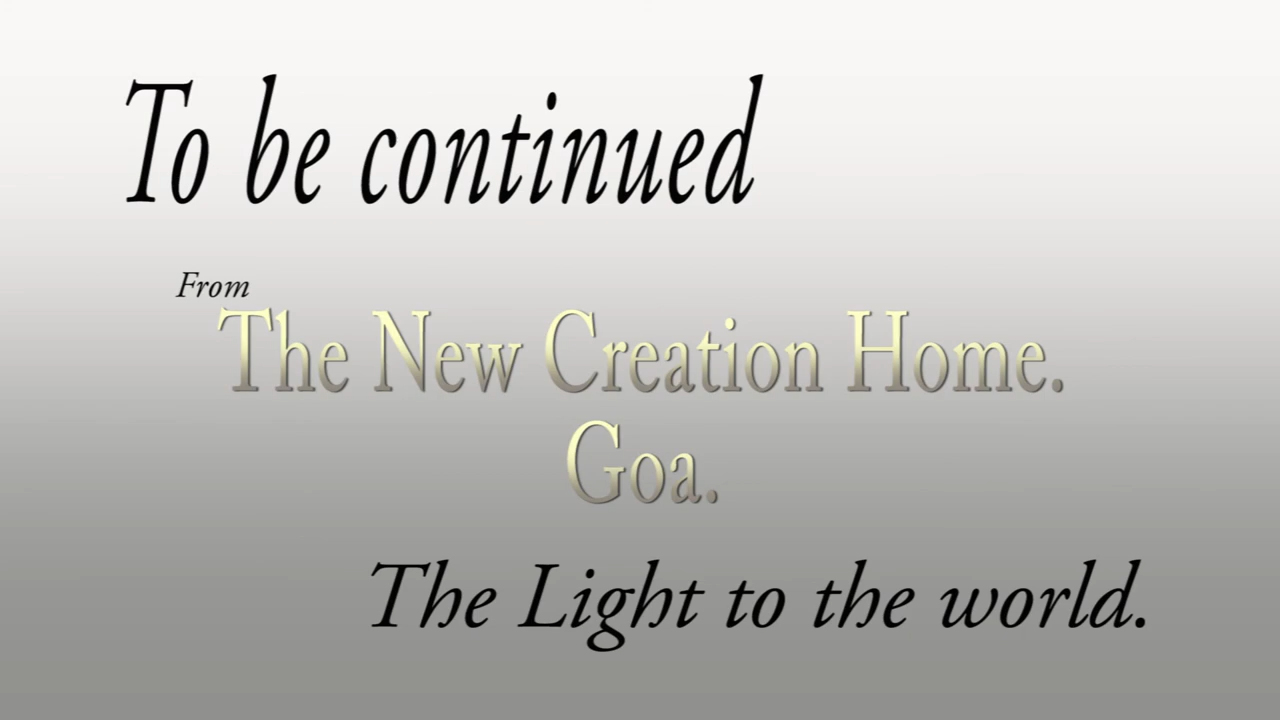 To be continued
From
The New Creation Home.
Goa.
The Light to the world.